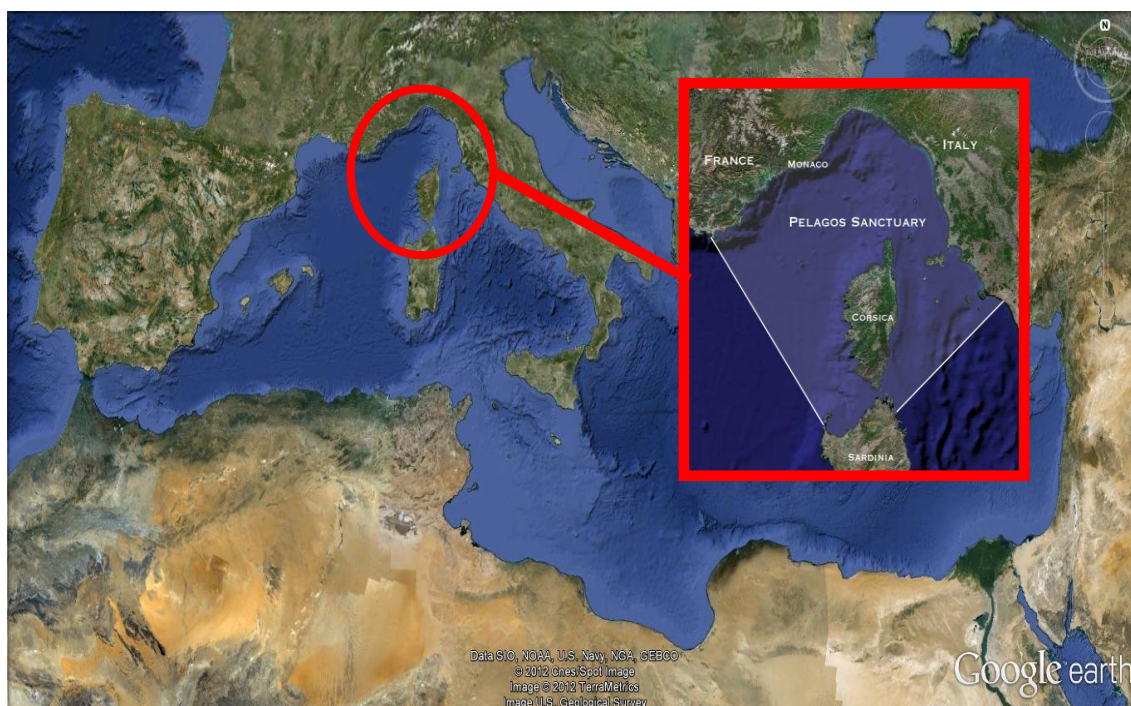 N
FRANCE
MONACO
ITALY
PELAGOS SANCTUARY
CORSICA
SARDINIA
Data SIO, NOAA, U.S. Navy, NGA, GEBCO
© 2012 Cnes/Spot Image
Image © 2012 TerraMetrics
Image U.S. Geological Survey
Google earth